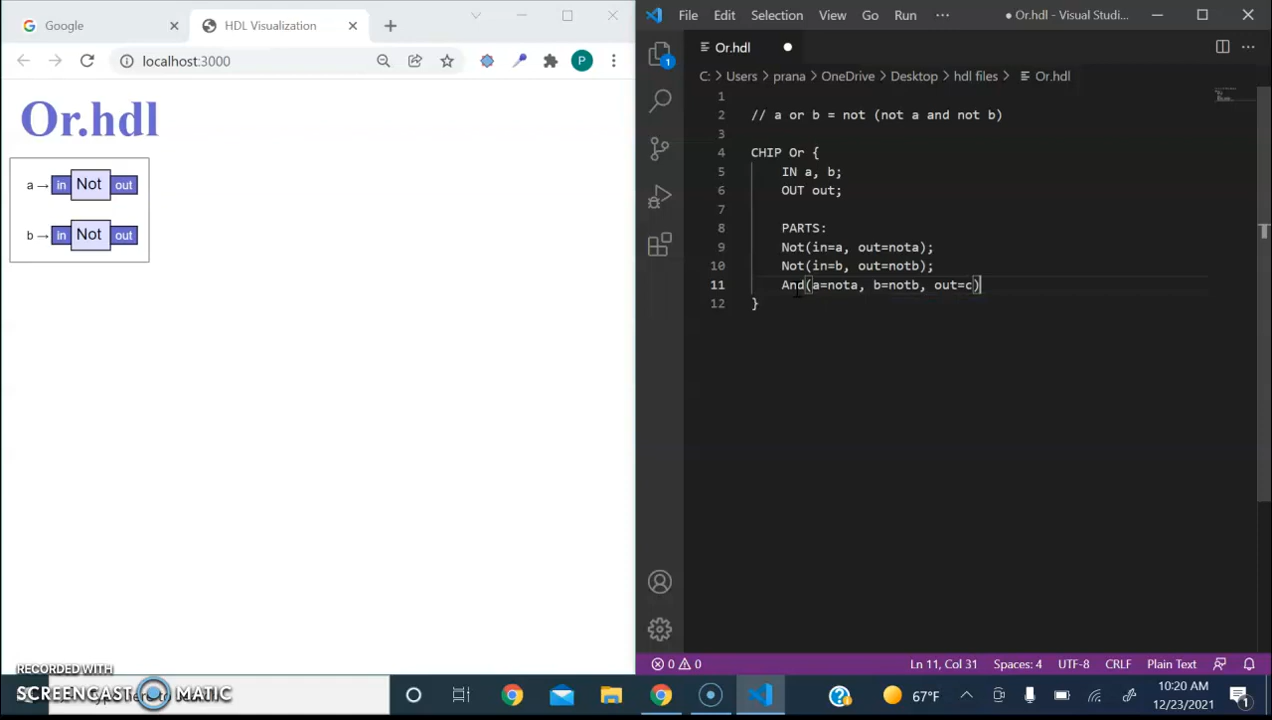 Google
HDL Visualization
localhost:3000
P
Or.hdl
a → in Not out
b → in Not out
File Edit Selection View Go Run ··· ● Or.hdl - Visual Studi...
1
Or.hdl
C: > Users > prana > OneDrive > Desktop > hdl files > Or.hdl
1
2 // a or b = not (not a and not b)
3
4 CHIP Or {
5 IN a, b;
6 OUT out;
7
8 PARTS:
9 Not(in=a, out=nota);
10 Not(in=b, out=notb);
11 And(a=nota, b=notb, out=c)
12 }
0 0 Ln 11, Col 31 Spaces: 4 UTF-8 CRLF Plain Text
RECORDED WITH
SCREENCAST MATIC
67°F
10:20 AM
12/23/2021
1